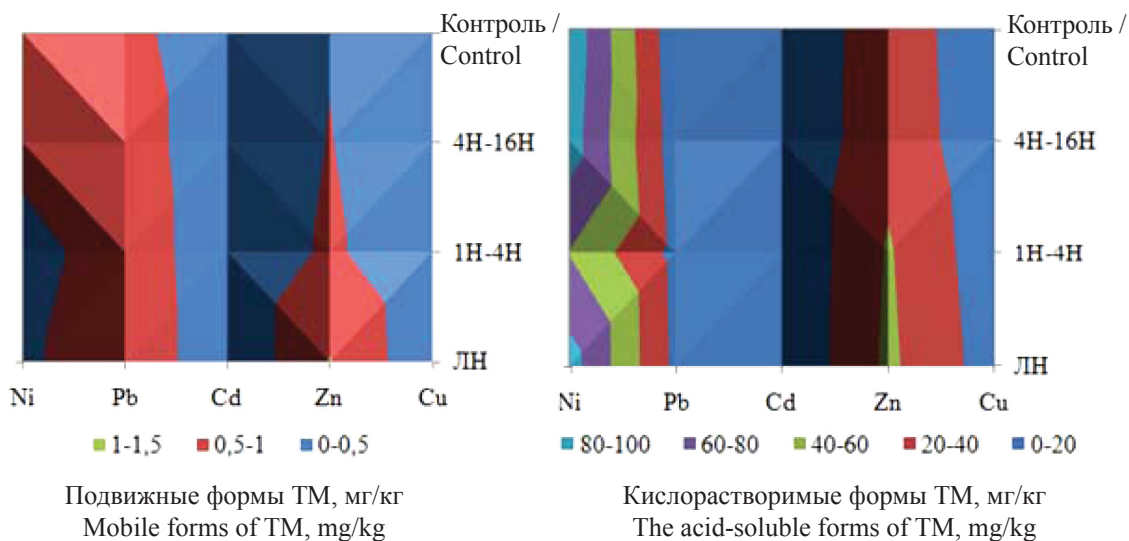 Контроль /
Control
4Н-16Н
1Н-4Н
ЛН
Ni Pb Cd Zn Cu
1-1,5 0,5-1 0-0,5
Подвижные формы ТМ, мг/кг
Mobile forms of TM, mg/kg
Контроль /
Control
4Н-16Н
1Н-4Н
ЛН
Ni Pb Cd Zn Cu
80-100 60-80 40-60 20-40 0-20
Кислорастворимые формы ТМ, мг/кг
The acid-soluble forms of TM, mg/kg